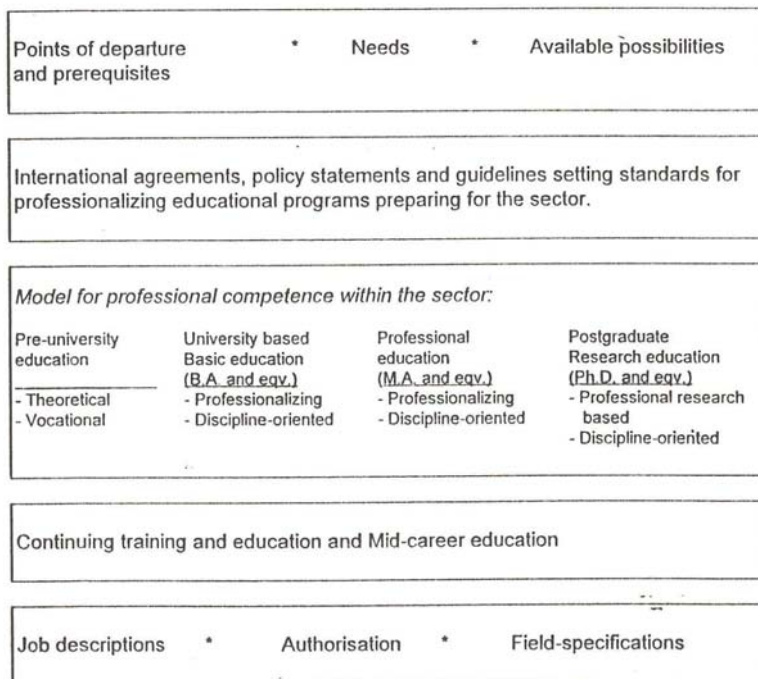 Points of departure * Needs * Available possibilities
and prerequisites
International agreements, policy statements and guidelines setting standards for
professionalizing educational programs preparing for the sector.
Model for professional competence within the sector:
Pre-university
education
- Theoretical
- Vocational
University based
Basic education
(B.A. and eqv.)
- Professionalizing
- Discipline-oriented
Professional
education
(M.A. and eqv.)
- Professionalizing
- Discipline-oriented
Postgraduate
Research education
(Ph.D. and eqv.)
- Professional research
based
- Discipline-oriented
Continuing training and education and Mid-career education
Job descriptions * Authorisation * Field-specifications